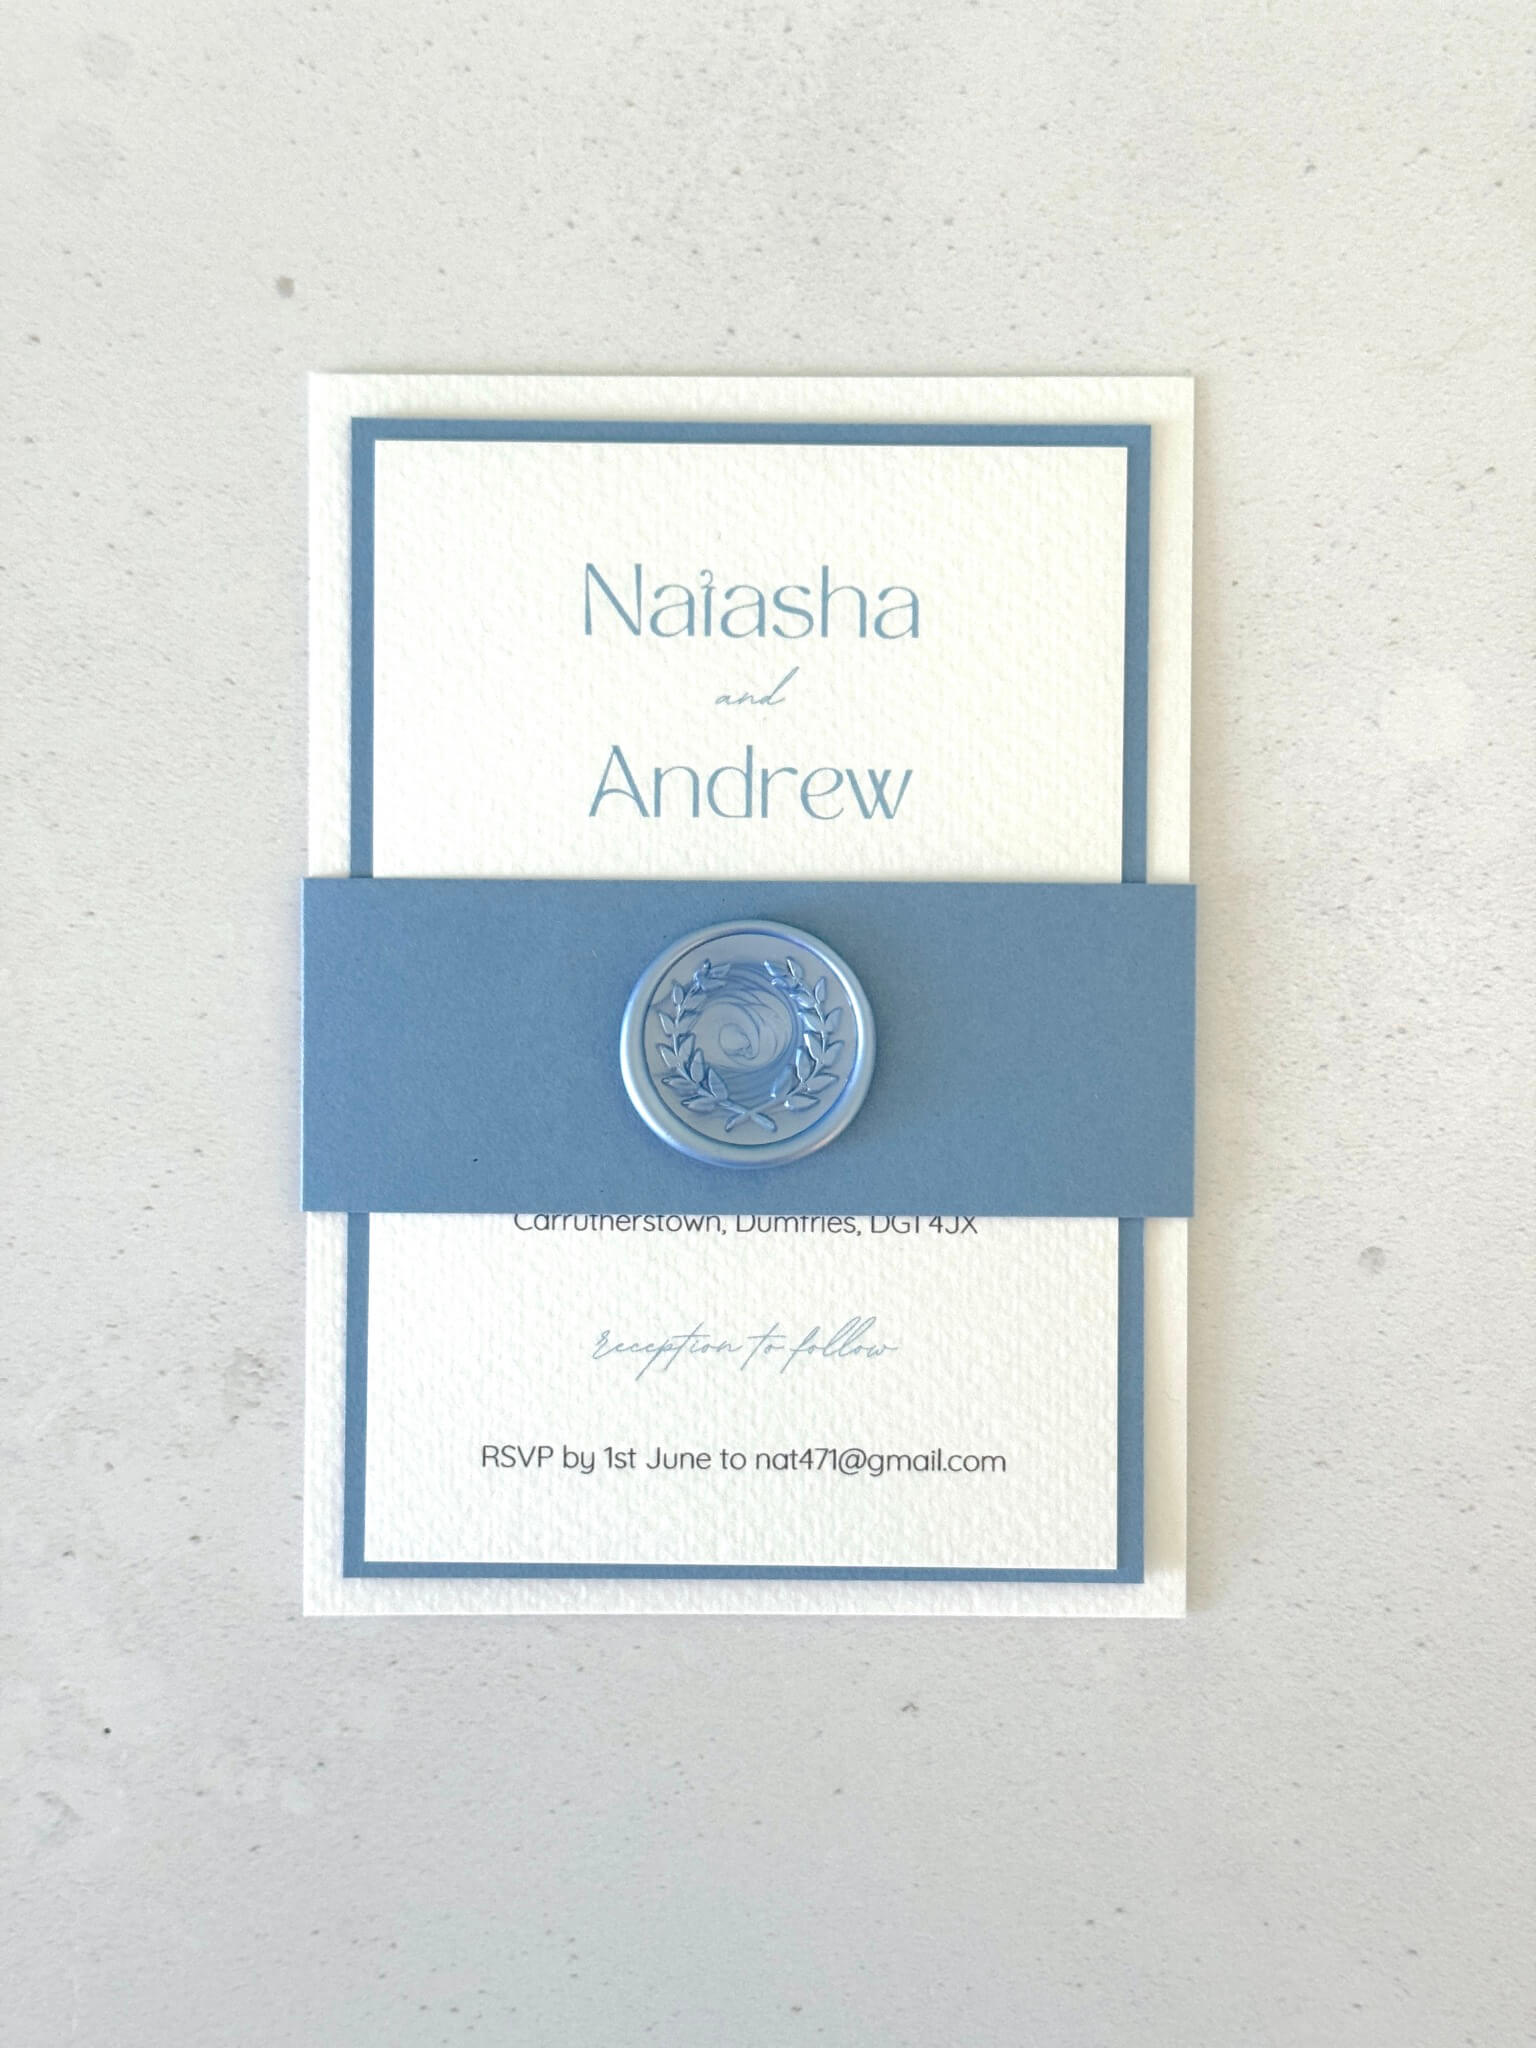 Natasha
and
Andrew
Carrutherstown, Dumfries, DG1 4JX
reception to follow
RSVP by 1st June to nat471@gmail.com